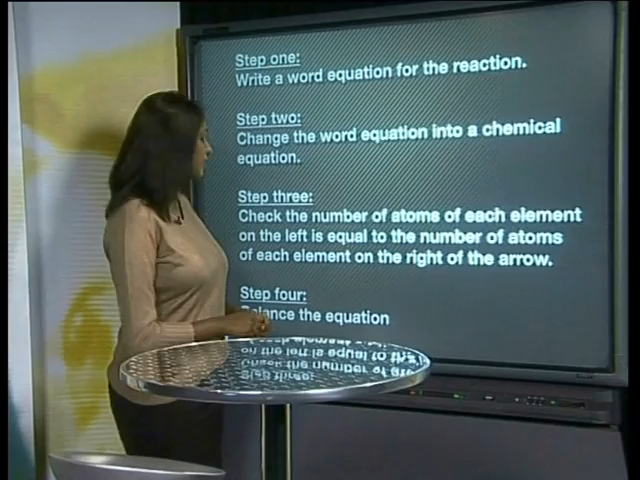 Step one:
Write a word equation for the reaction.
Step two:
Change the word equation into a chemical
equation.
Step three:
Check the number of atoms of each element
on the left is equal to the number of atoms
of each element on the right of the arrow.
Step four:
Balance the equation